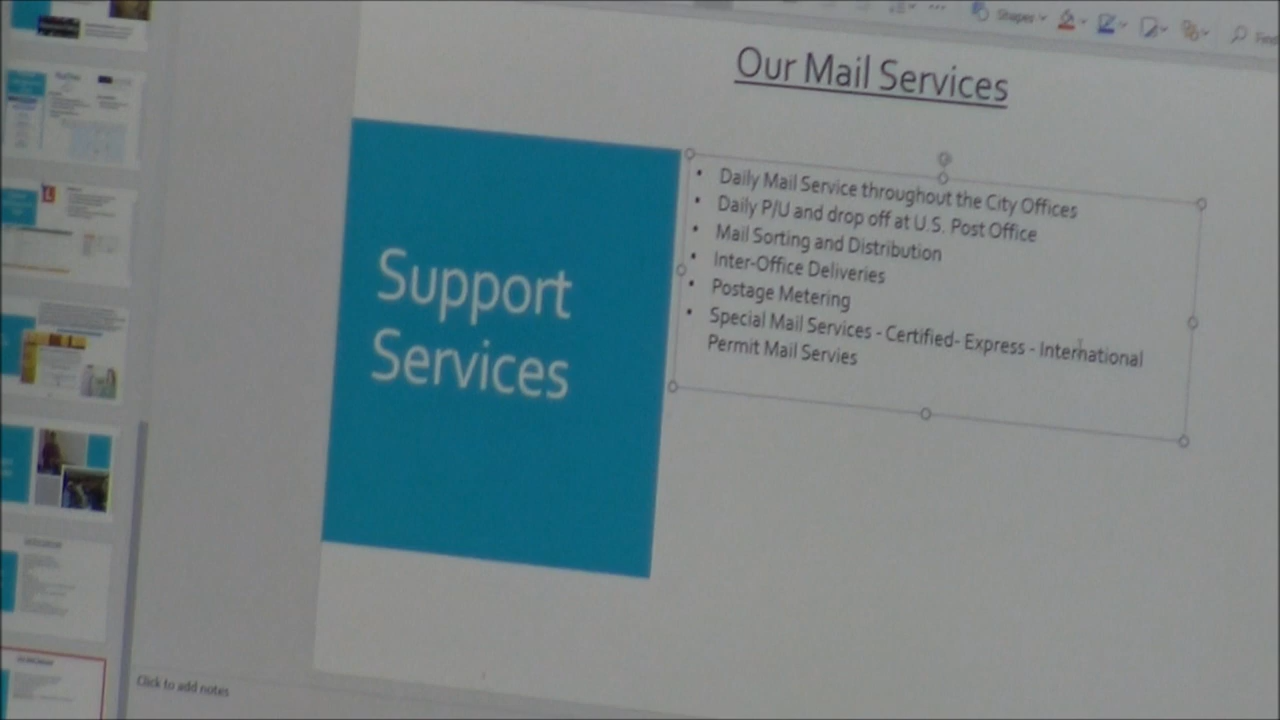 Shapes
Find
Our Mail Services
Support
Services
• Daily Mail Service throughout the City Offices
• Daily P/U and drop off at U.S. Post Office
• Mail Sorting and Distribution
• Inter-Office Deliveries
• Postage Metering
• Special Mail Services - Certified- Express - International
Permit Mail Servies
Click to add notes